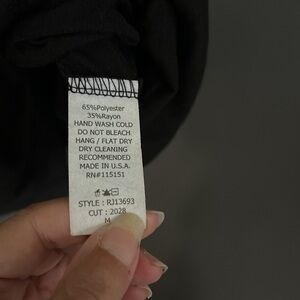 65%Polyester
35%Rayon
HAND WASH COLD
DO NOT BLEACH
HANG / FLAT DRY
DRY CLEANING
RECOMMENDED
MADE IN U.S.A.
RN#115151
STYLE : RJ13693
CUT : 2028
M